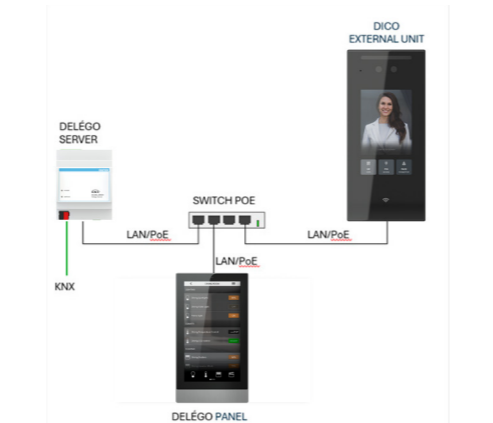 DICO
EXTERNAL UNIT
DELÉGO
SERVER
SWITCH POE
LAN/PoE
LAN/PoE
LAN/PoE
KNX
DELÉGO PANEL